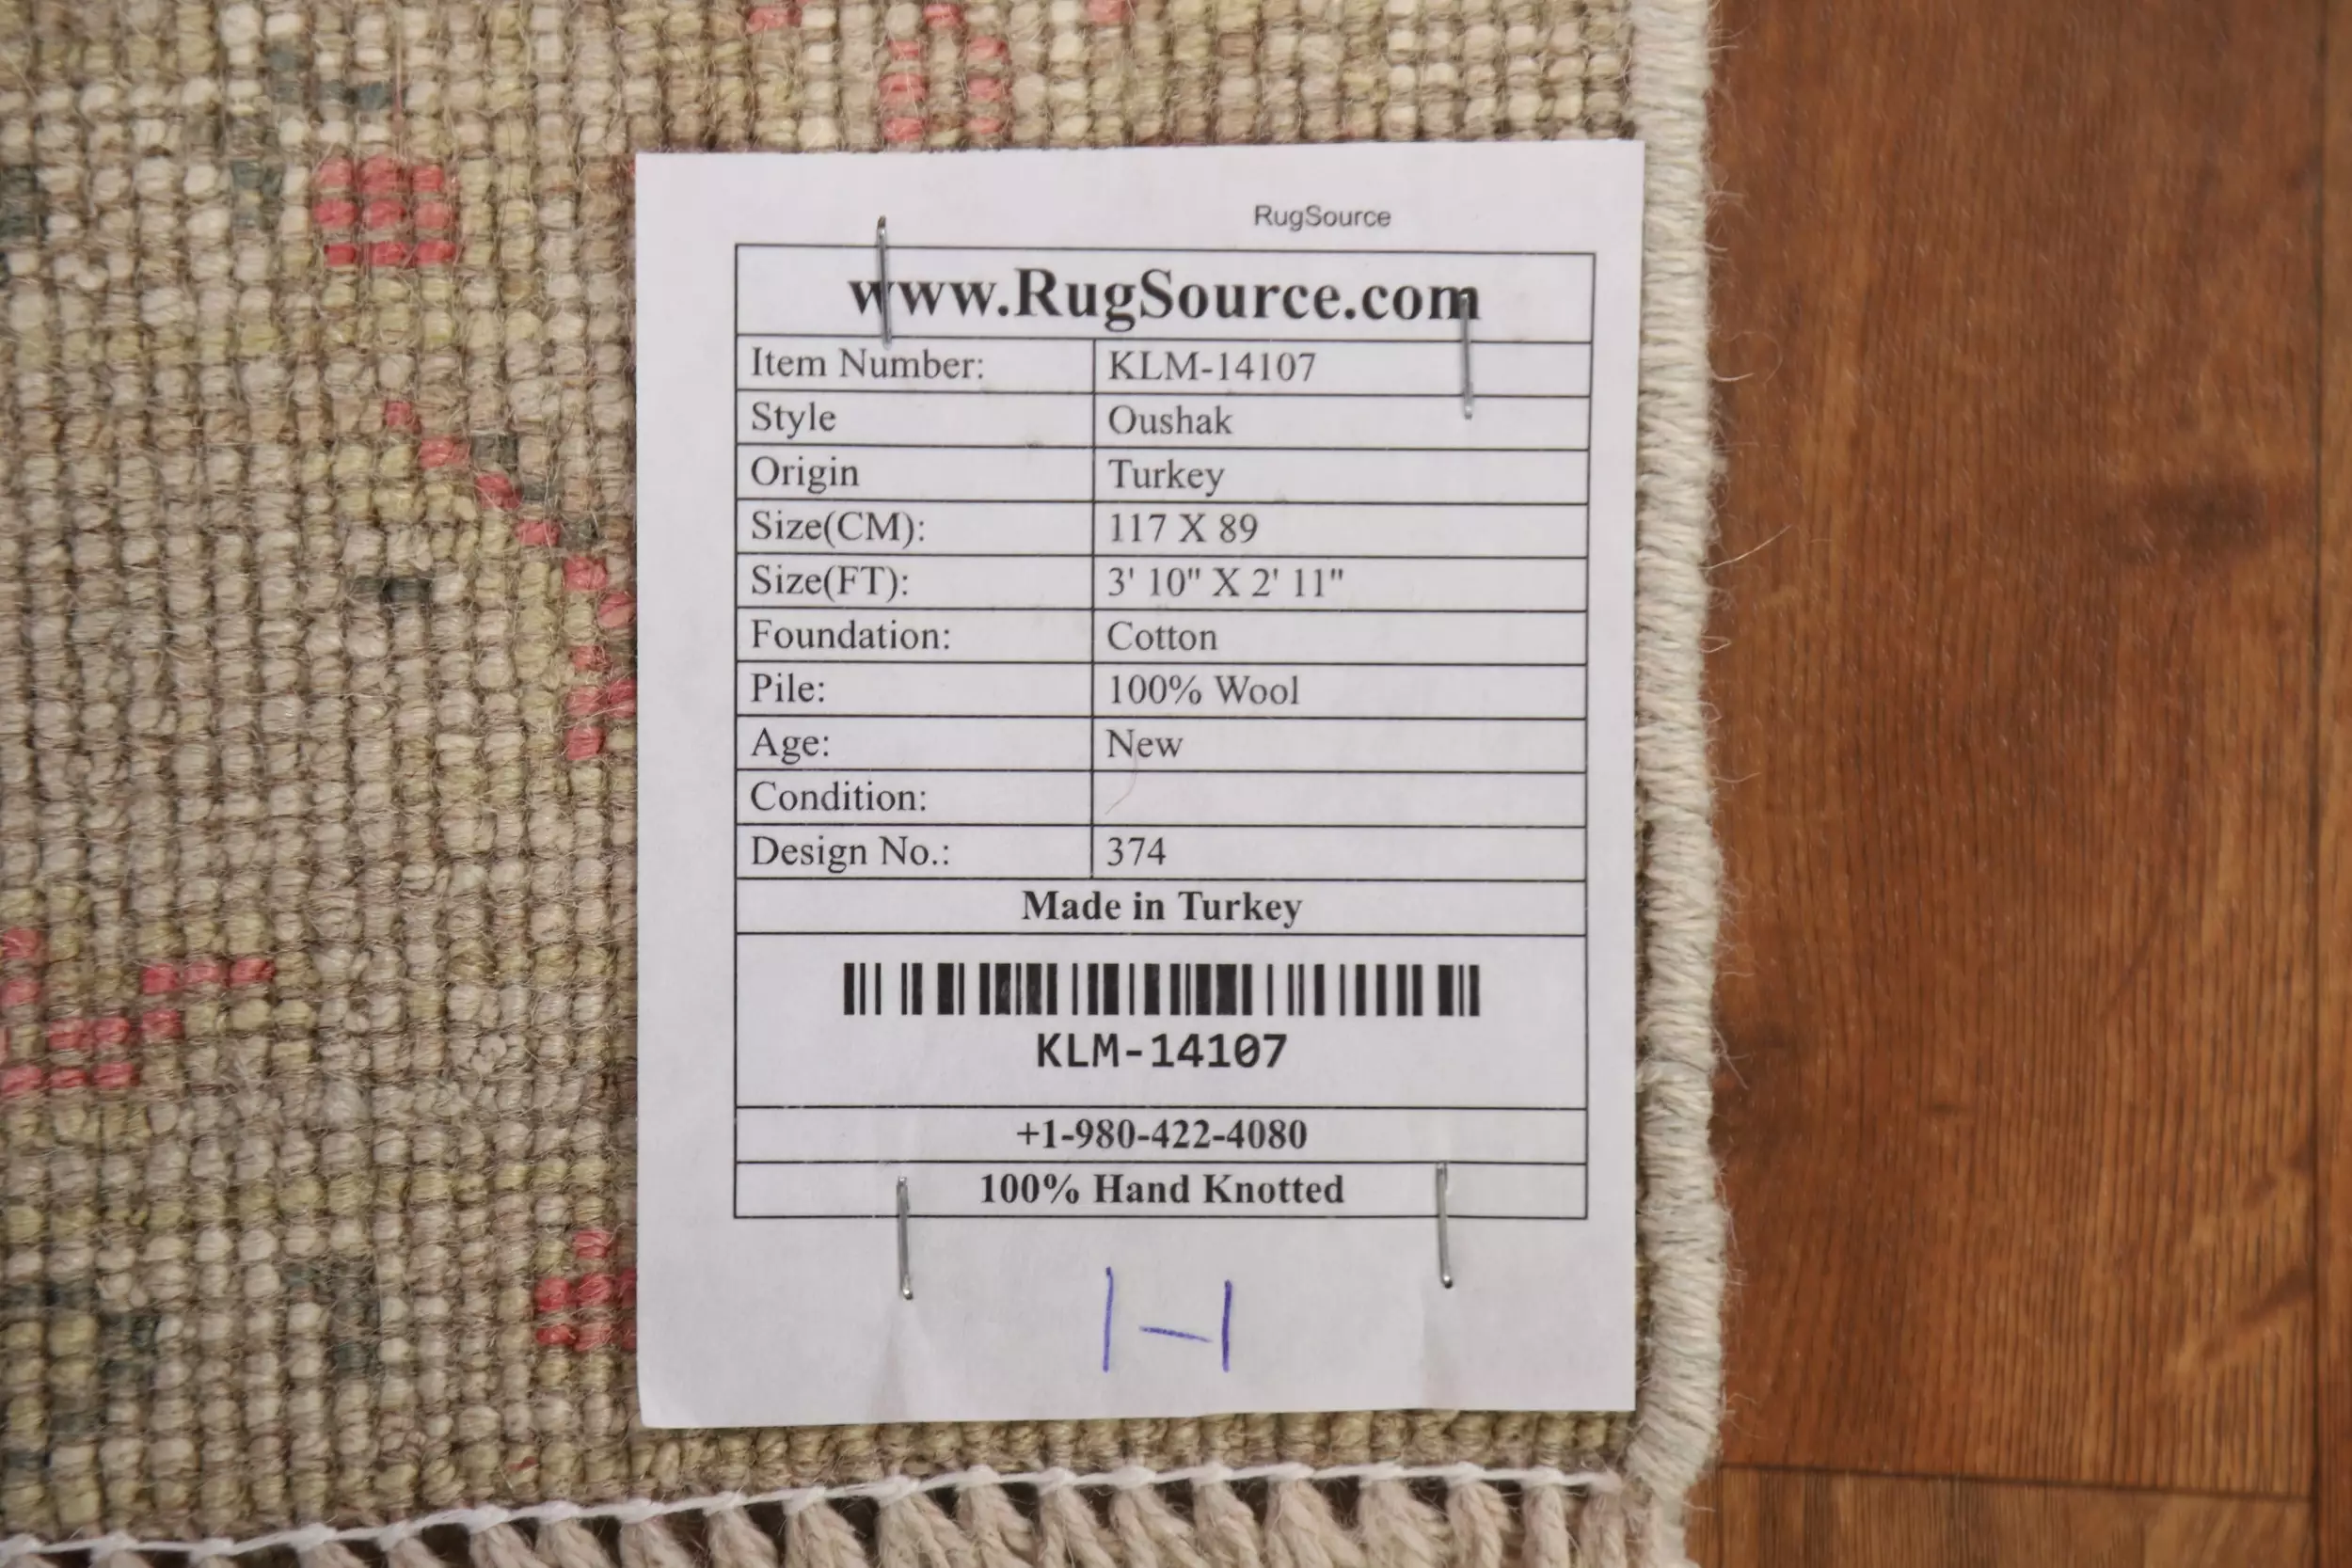 RugSource
www.RugSource.com
Item Number: KLM-14107
Style Oushak
Origin Turkey
Size(CM): 117 X 89
Size(FT): 3' 10" X 2' 11"
Foundation: Cotton
Pile: 100% Wool
Age: New
Condition:
Design No.: 374
Made in Turkey
KLM-14107
+1-980-422-4080
100% Hand Knotted
1-1